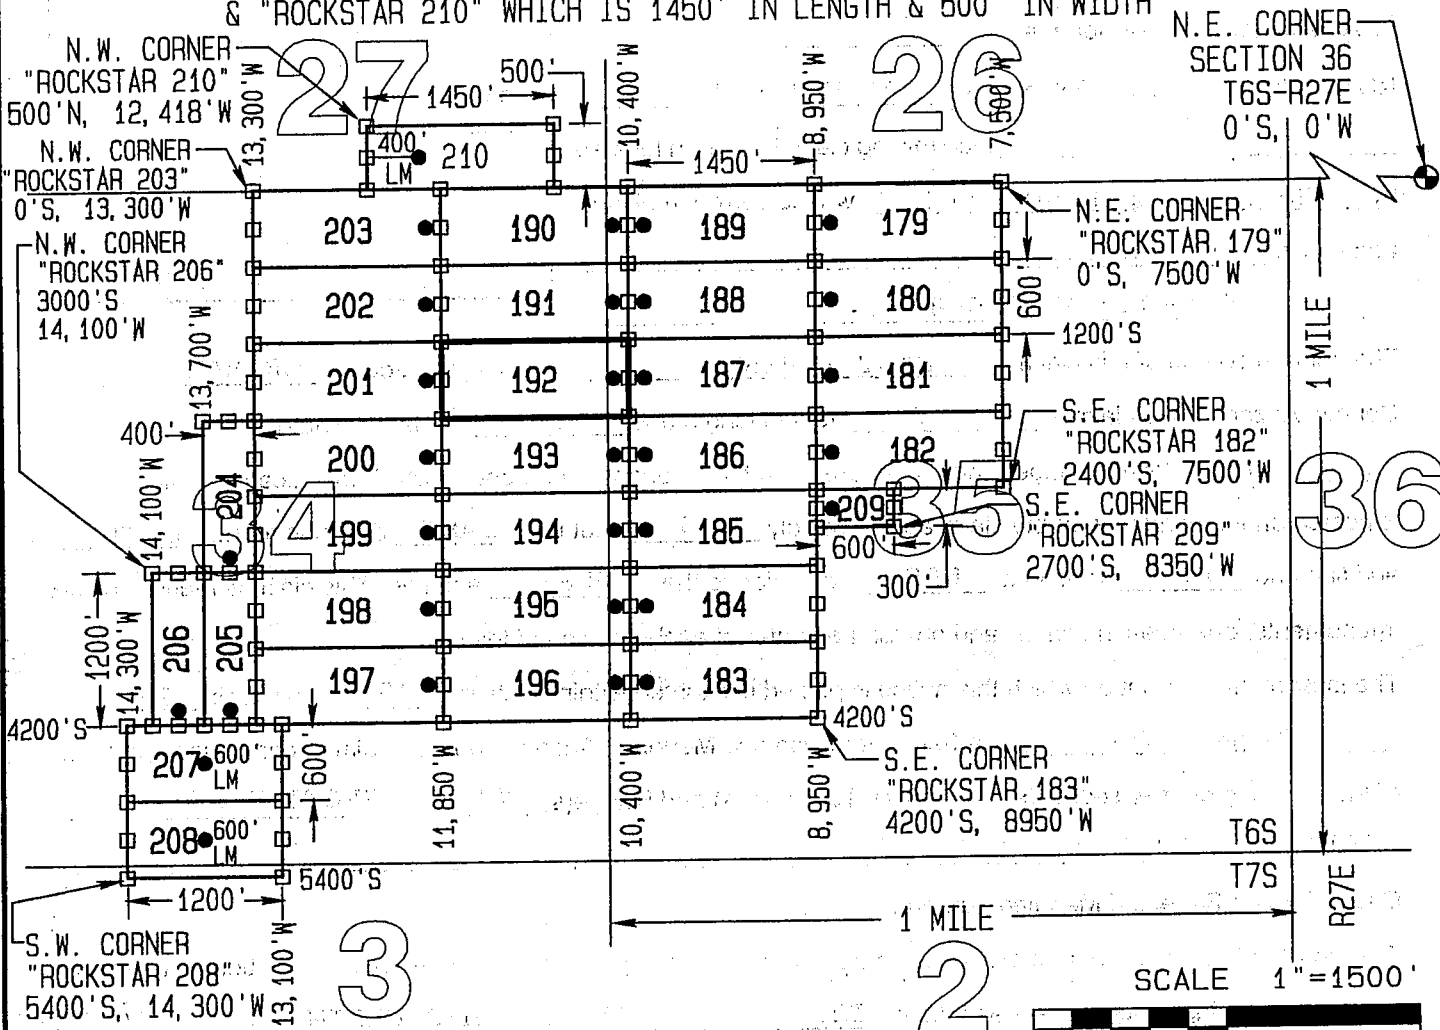 & "ROCKSTAR 210" WHICH IS 1450' IN LENGTH & 500' IN WIDTH
N.W. CORNER
"ROCKSTAR 210"
500'N, 12,418'W
N.W. CORNER
"ROCKSTAR 203"
0'S, 13,300'W
N.W. CORNER
"ROCKSTAR 206"
3000'S
14,100'W
13,300'W.
27
1450'
500'
10,400'W.
26
8,950'W.
7,500'W.
N.E. CORNER
SECTION 36
T6S-R27E
0'S, 0'W
400'
LM
210
1450'
203
190
189
179
N.E. CORNER
"ROCKSTAR 179"
0'S, 7500'W
202
191
188
180
600'
1200'S
1 MILE
13,700'W.
201
192
187
181
400'
200
193
186
182
S.E. CORNER
"ROCKSTAR 182"
2400'S, 7500'W
36
14,100'W.
34
204
199
194
185
209
35
600'
300'
S.E. CORNER
"ROCKSTAR 209"
2700'S, 8350'W
1200'
14,300'W.
206
205
198
195
184
197
196
183
4200'S
4200'S
207
600'
LM
600'
208
600'
LM
11,850'W.
10,400'W.
8,950'W.
S.E. CORNER
"ROCKSTAR 183"
4200'S, 8950'W
T6S
T7S
R27E
5400'S
1200'
1 MILE
S.W. CORNER
"ROCKSTAR 208"
5400'S, 14,300'W
13,100'W.
3
2
SCALE 1"=1500'